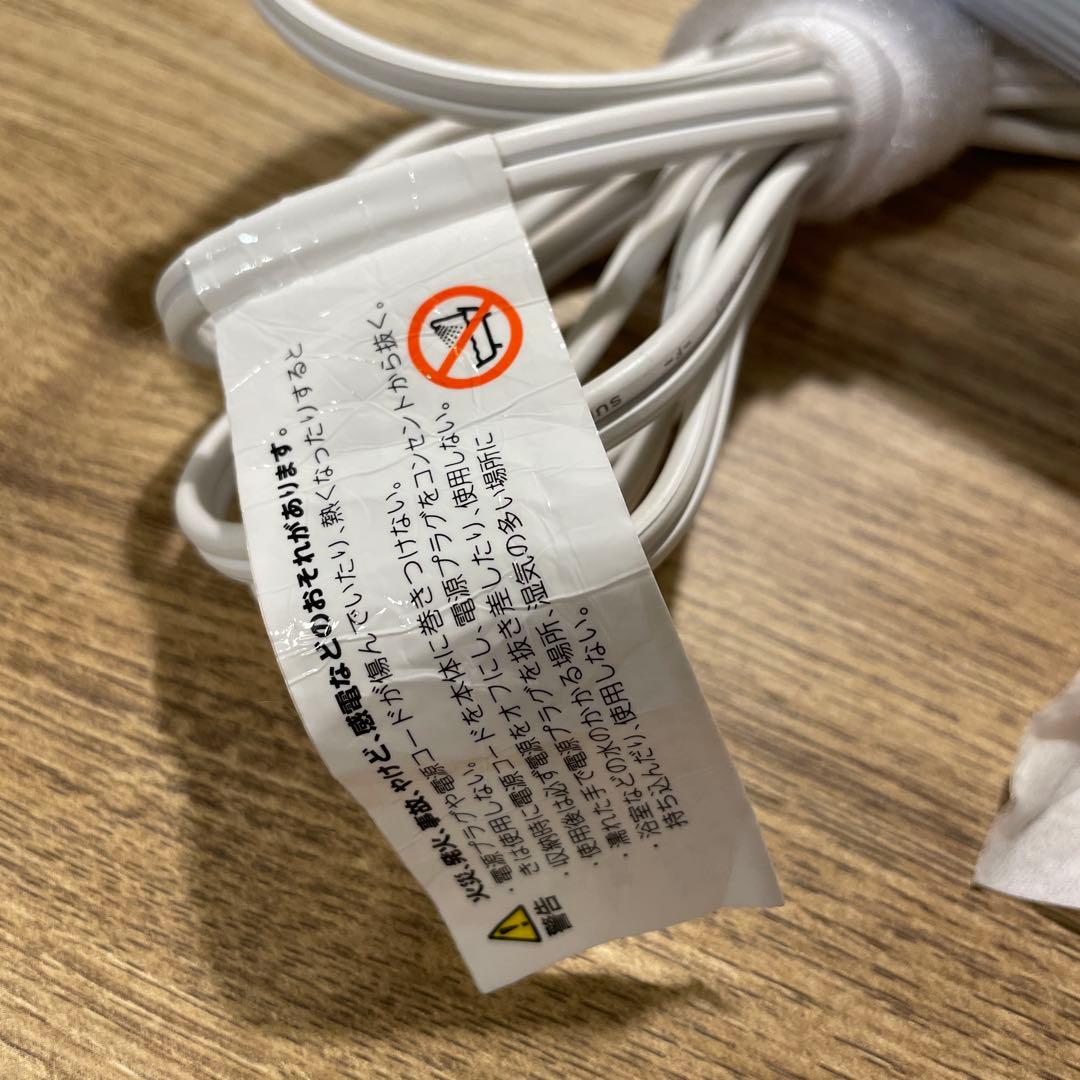 警告
火災、発火、事故、やけど、感電などのおそれがあります。
・電源プラグや電源コードが傷んでいたり、熱くなったりすると
きは使用しない。
・収納時に電源コードを本体に巻きつけない。
・使用後は必ず電源をオフにし、電源プラグをコンセントから抜く。
・濡れた手で電源プラグを抜き差したり、使用しない。
・浴室などの水のかかる場所、湿気の多い場所に
持ち込んだり、使用しない。